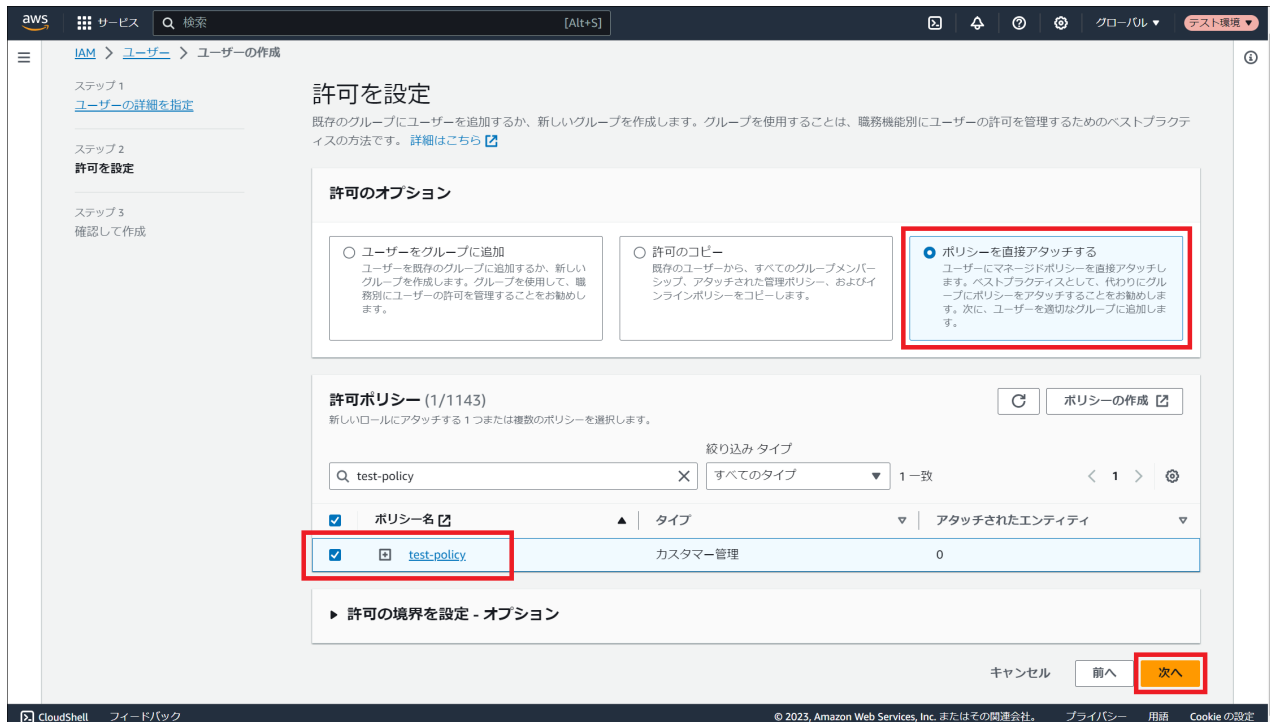 aws
サービス
検索
[Alt+S]
グローバル ▼
テスト環境 ▼
IAM > ユーザー > ユーザーの作成
ステップ 1
ユーザーの詳細を指定
ステップ 2
許可を設定
ステップ 3
確認して作成
許可を設定
既存のグループにユーザーを追加するか、新しいグループを作成します。グループを使用することは、職務機能別にユーザーの許可を管理するためのベストプラクテ
ィスの方法です。 詳細はこちら
許可のオプション
ユーザーをグループに追加
ユーザーを既存のグループに追加するか、新しい
グループを作成します。グループを使用して、職
務別にユーザーの許可を管理することをお勧めし
ます。
許可のコピー
既存のユーザーから、すべてのグループメンバー
シップ、アタッチされた管理ポリシー、およびイ
ンラインポリシーをコピーします。
ポリシーを直接アタッチする
ユーザーにマネージドポリシーを直接アタッチし
ます。ベストプラクティスとして、代わりにグル
ープにポリシーをアタッチすることをお勧めしま
す。次に、ユーザーを適切なグループに追加しま
す。
許可ポリシー (1/1143)
新しいロールにアタッチする 1 つまたは複数のポリシーを選択します。
ポリシーの作成
絞り込み タイプ
test-policy
すべてのタイプ
1 一致
1
ポリシー名
タイプ
アタッチされたエンティティ
test-policy
カスタマー管理
0
許可の境界を設定 - オプション
キャンセル
前へ
次へ
CloudShell
フィードバック
© 2023, Amazon Web Services, Inc. またはその関連会社。
プライバシー
用語
Cookie の設定